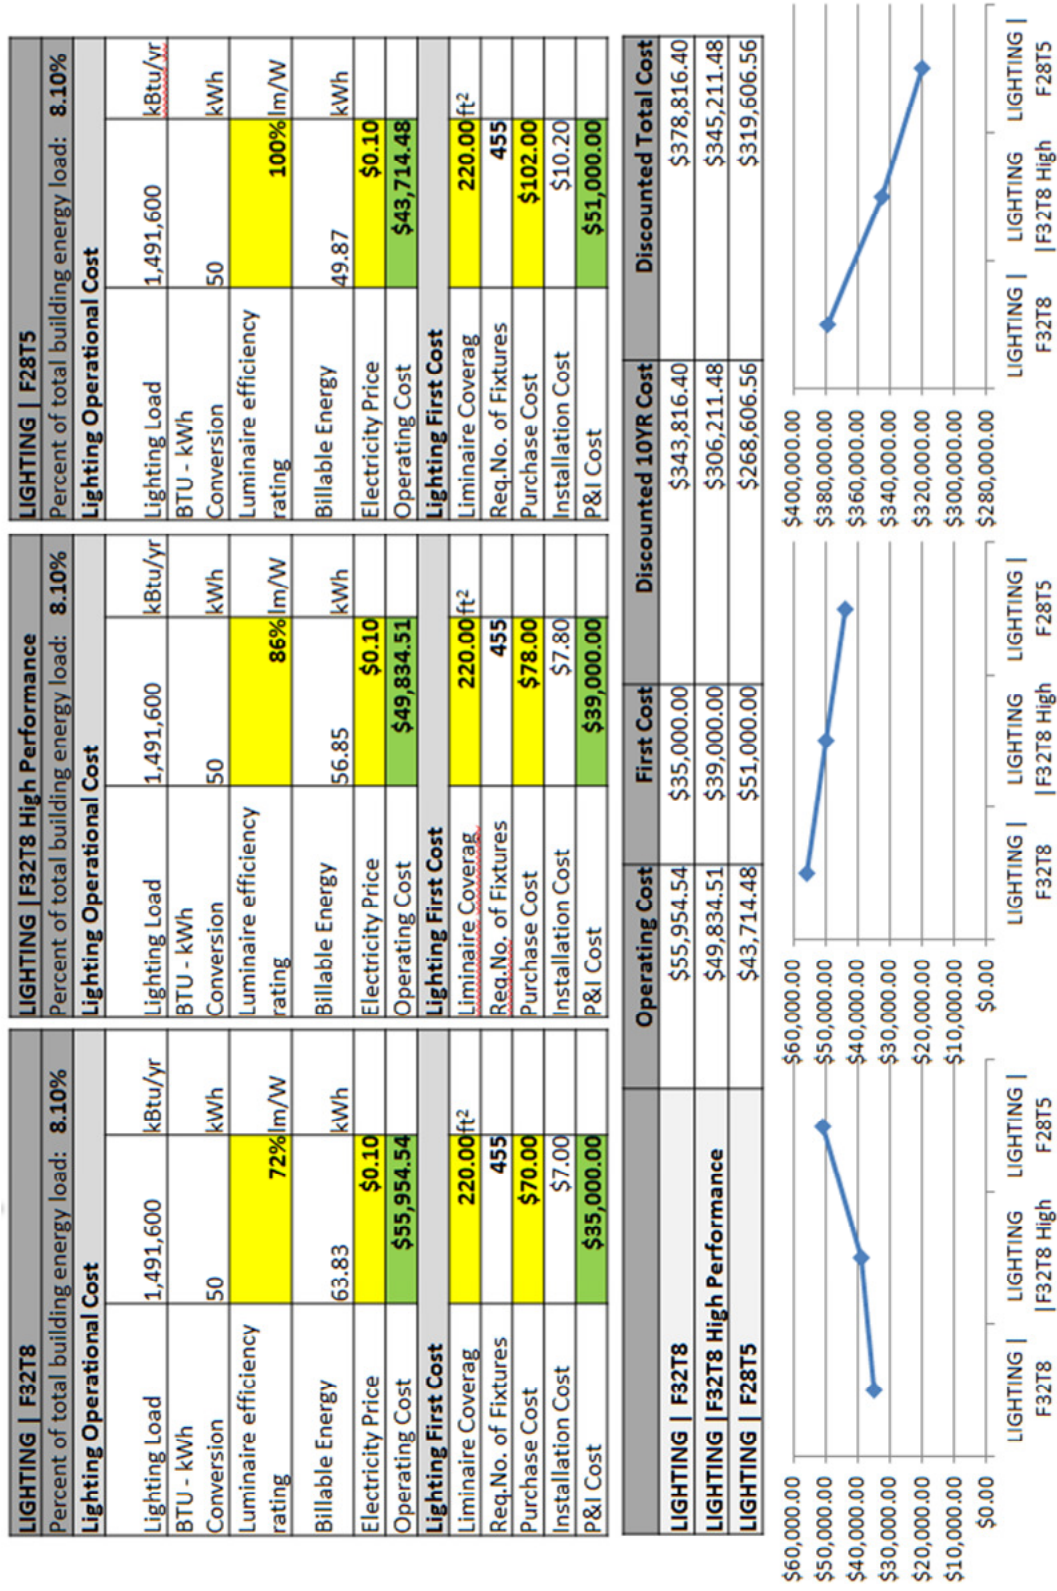 LIGHTING | F32T8
Percent of total building energy load: 8.10%
Lighting Operational Cost
Lighting Load 1,491,600 kBtu/yr
BTU - kWh
Conversion 50 kWh
Luminaire efficiency
rating 72% lm/W
Billable Energy 63.83 kWh
Electricity Price $0.10
Operating Cost $55,954.54
Lighting First Cost
Liminaire Coverag 220.00 ft²
Req.No. of Fixtures 455
Purchase Cost $70.00
Installation Cost $7.00
P&I Cost $35,000.00
LIGHTING |F32T8 High Performance
Percent of total building energy load: 8.10%
Lighting Operational Cost
Lighting Load 1,491,600 kBtu/yr
BTU - kWh
Conversion 50 kWh
Luminaire efficiency
rating 86% lm/W
Billable Energy 56.85 kWh
Electricity Price $0.10
Operating Cost $49,834.51
Lighting First Cost
Liminaire Coverag 220.00 ft²
Req.No. of Fixtures 455
Purchase Cost $78.00
Installation Cost $7.80
P&I Cost $39,000.00
LIGHTING | F28T5
Percent of total building energy load: 8.10%
Lighting Operational Cost
Lighting Load 1,491,600 kBtu/yr
BTU - kWh
Conversion 50 kWh
Luminaire efficiency
rating 100% lm/W
Billable Energy 49.87 kWh
Electricity Price $0.10
Operating Cost $43,714.48
Lighting First Cost
Liminaire Coverag 220.00 ft²
Req.No. of Fixtures 455
Purchase Cost $102.00
Installation Cost $10.20
P&I Cost $51,000.00
Operating Cost First Cost Discounted 10YR Cost Discounted Total Cost
LIGHTING | F32T8 $55,954.54 $35,000.00 $343,816.40 $378,816.40
LIGHTING |F32T8 High Performance $49,834.51 $39,000.00 $306,211.48 $345,211.48
LIGHTING | F28T5 $43,714.48 $51,000.00 $268,606.56 $319,606.56
$60,000.00
$50,000.00
$40,000.00
$30,000.00
$20,000.00
$10,000.00
$0.00
LIGHTING | LIGHTING LIGHTING |
F32T8 |F32T8 High F28T5
$60,000.00
$50,000.00
$40,000.00
$30,000.00
$20,000.00
$10,000.00
$0.00
LIGHTING | LIGHTING LIGHTING |
F32T8 |F32T8 High F28T5
$400,000.00
$380,000.00
$360,000.00
$340,000.00
$320,000.00
$300,000.00
$280,000.00
LIGHTING | LIGHTING LIGHTING |
F32T8 |F32T8 High F28T5